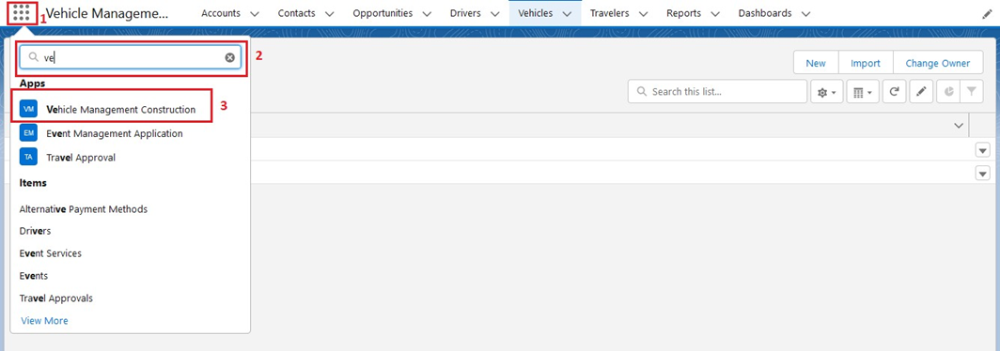 1
Vehicle Manageme...
Accounts
Contacts
Opportunities
Drivers
Vehicles
Travelers
Reports
Dashboards
ve
2
New
Import
Change Owner
Search this list...
Apps
VM Vehicle Management Construction
3
EM Event Management Application
TA Travel Approval
Items
Alternative Payment Methods
Drivers
Event Services
Events
Travel Approvals
View More